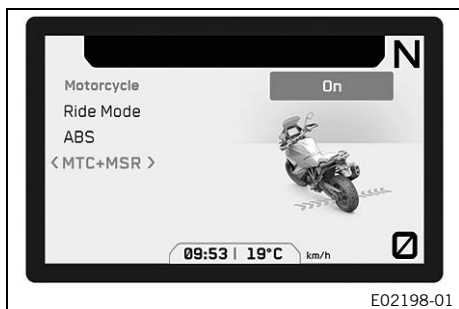 N
Motorcycle
On
Ride Mode
ABS
<MTC+MSR >
09:53 | 19°C km/h
0
E02198-01